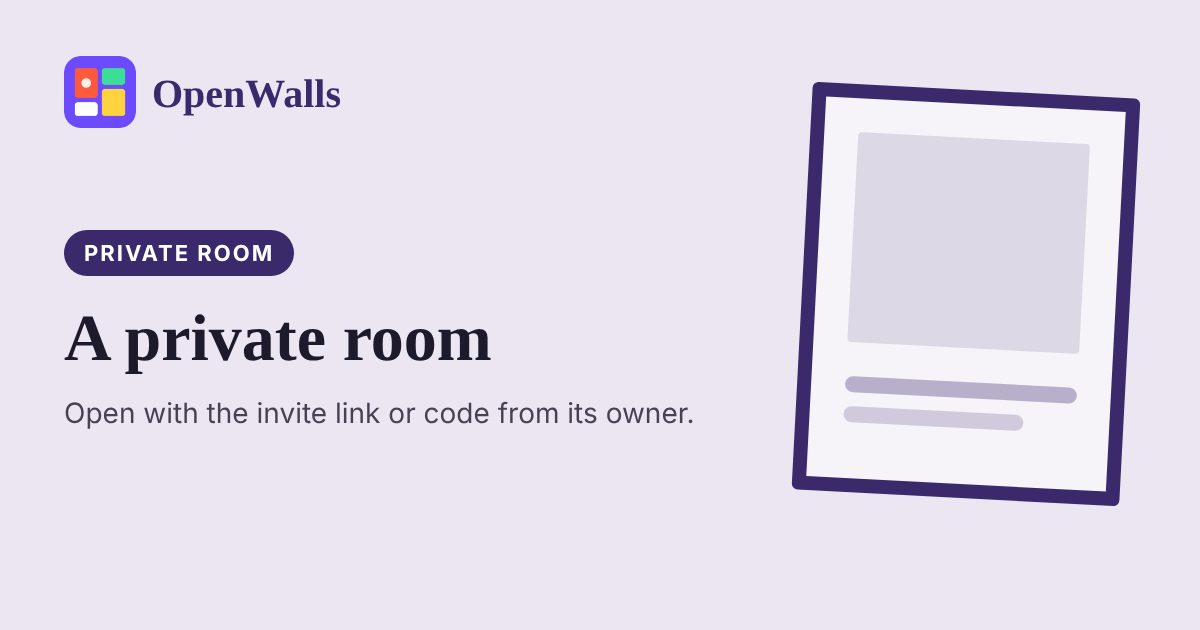 OpenWalls
PRIVATE ROOM
A private room
Open with the invite link or code from its owner.